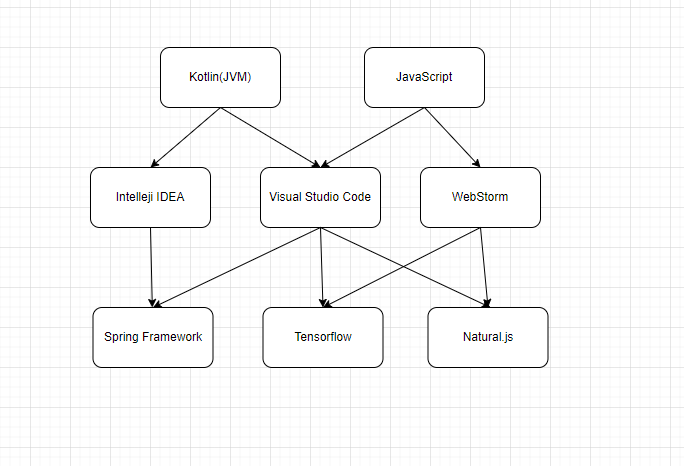 Kotlin(JVM)
JavaScript
Intelleji IDEA
Visual Studio Code
WebStorm
Spring Framework
Tensorflow
Natural.js